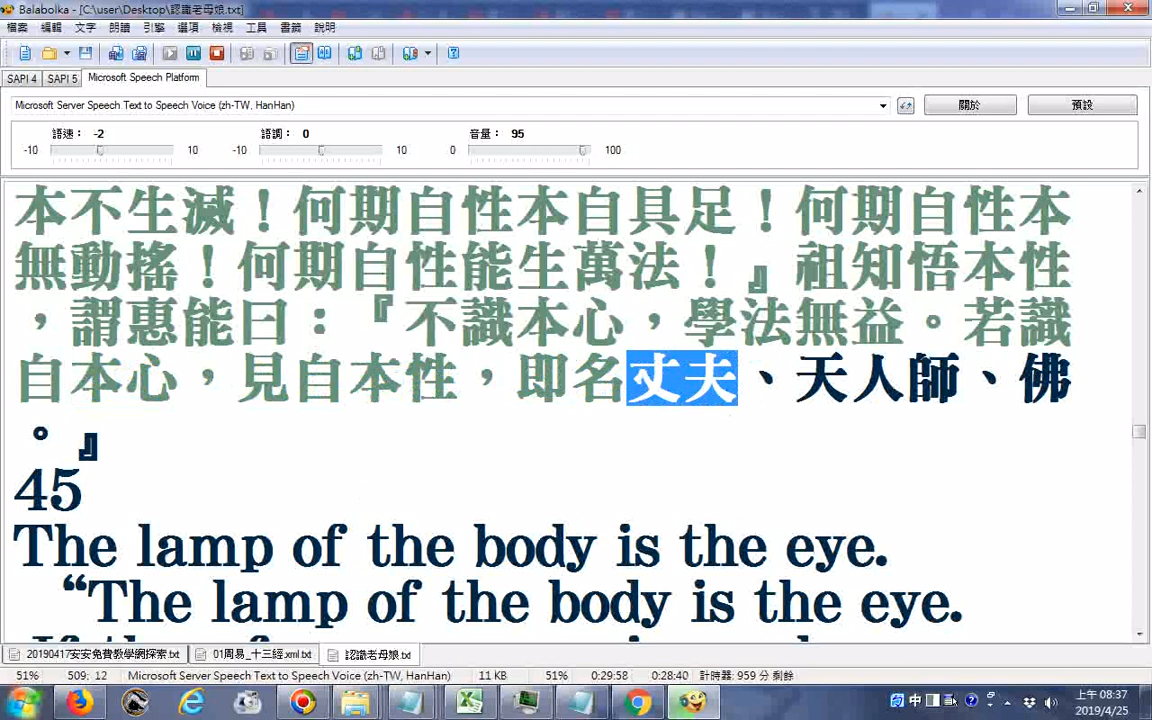 Balabolka - [C:\user\Desktop\認識老母娘.txt]
檔案 編輯 文字 朗讀 引擎 選項 檢視 工具 書籤 說明
SAPI 4 SAPI 5 Microsoft Speech Platform
Microsoft Server Speech Text to Speech Voice (zh-TW, HanHan) 關於 預設
語速： -2 語調： 0 音量： 95
-10 10 -10 10 0 100
本不生滅！何期自性本自具足！何期自性本
無動搖！何期自性能生萬法！』祖知悟本性
，謂惠能曰：『不識本心，學法無益。若識
自本心，見自本性，即名丈夫、天人師、佛
。』
45
The lamp of the body is the eye.
“The lamp of the body is the eye.
20190417安安免費教學網探索.txt 01周易_十三經.txt 認識老母娘.txt
51% 509: 12 Microsoft Server Speech Text to Speech Voice (zh-TW, HanHan) 11 KB 51% 0:29:58 0:28:40 計時器: 959 分 剩餘
中 上午 08:37
2019/4/25